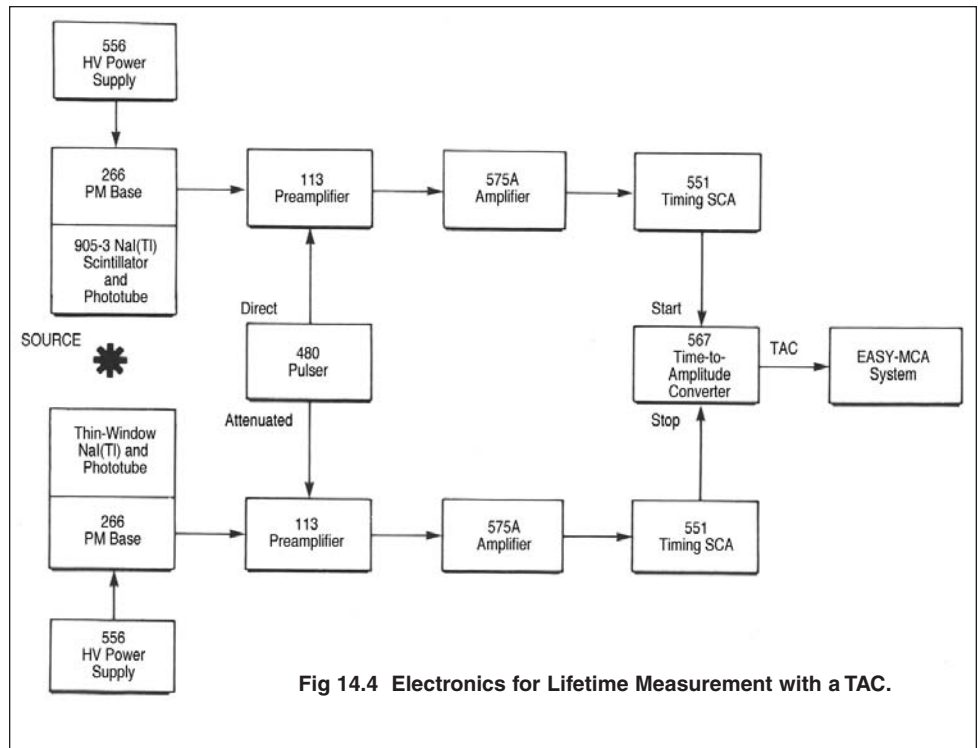 556
HV Power
Supply
266
PM Base
905-3 NaI(Tl)
Scintillator
and
Phototube
SOURCE
113
Preamplifier
575A
Amplifier
551
Timing SCA
Direct
480
Pulser
Attenuated
Start
567
Time-to-
Amplitude
Converter
Stop
TAC
EASY-MCA
System
Thin-Window
NaI(Tl) and
Phototube
266
PM Base
113
Preamplifier
575A
Amplifier
551
Timing SCA
556
HV Power
Supply
Fig 14.4 Electronics for Lifetime Measurement with a TAC.